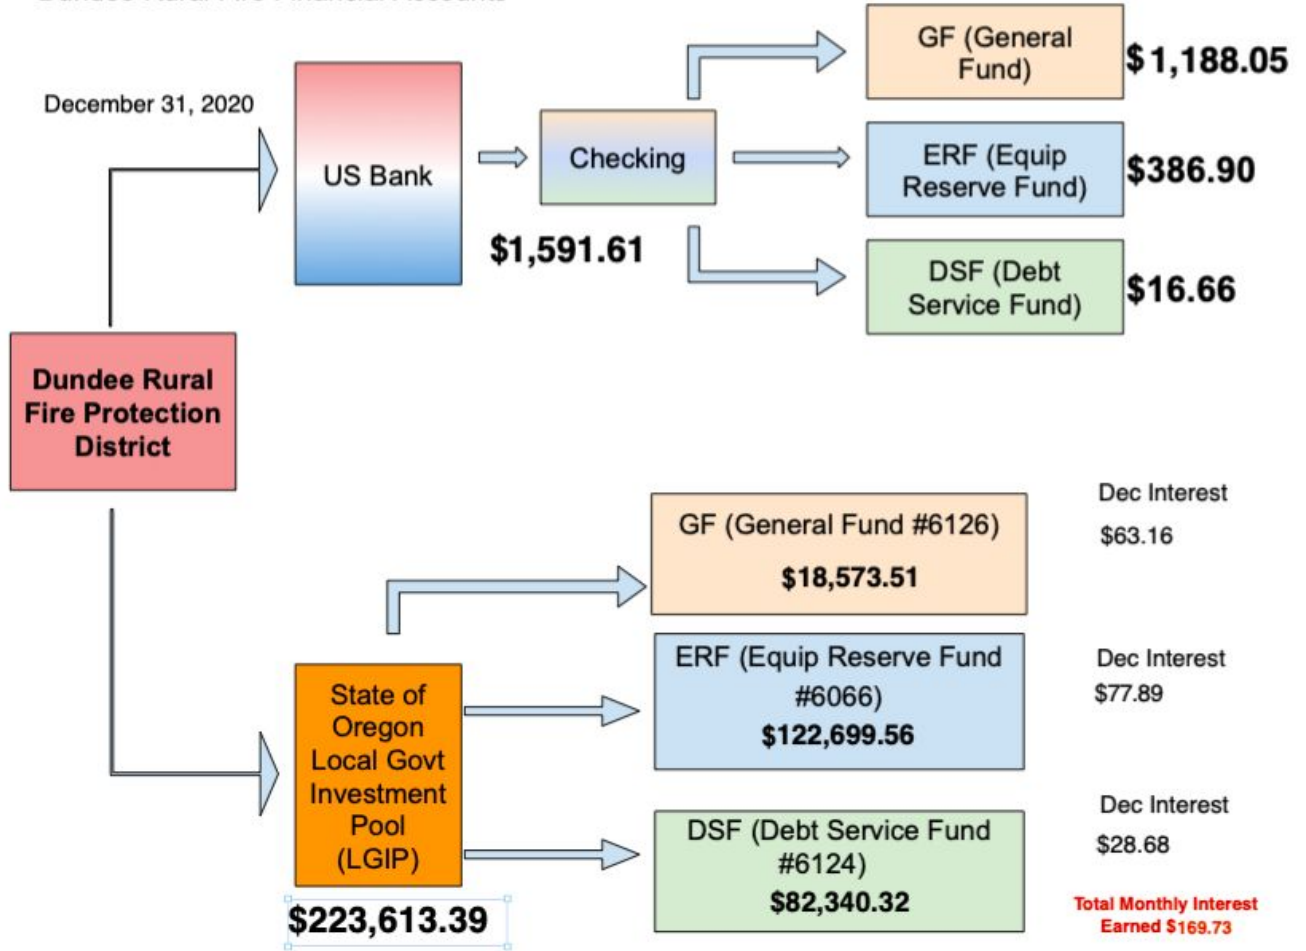 December 31, 2020
US Bank
Checking
$1,591.61
GF (General
Fund)
$1,188.05
ERF (Equip
Reserve Fund)
$386.90
DSF (Debt
Service Fund)
$16.66
Dundee Rural
Fire Protection
District
State of
Oregon
Local Govt
Investment
Pool
(LGIP)
$223,613.39
GF (General Fund #6126)
$18,573.51
Dec Interest
$63.16
ERF (Equip Reserve Fund
#6066)
$122,699.56
Dec Interest
$77.89
DSF (Debt Service Fund
#6124)
$82,340.32
Dec Interest
$28.68
Total Monthly Interest
Earned $169.73